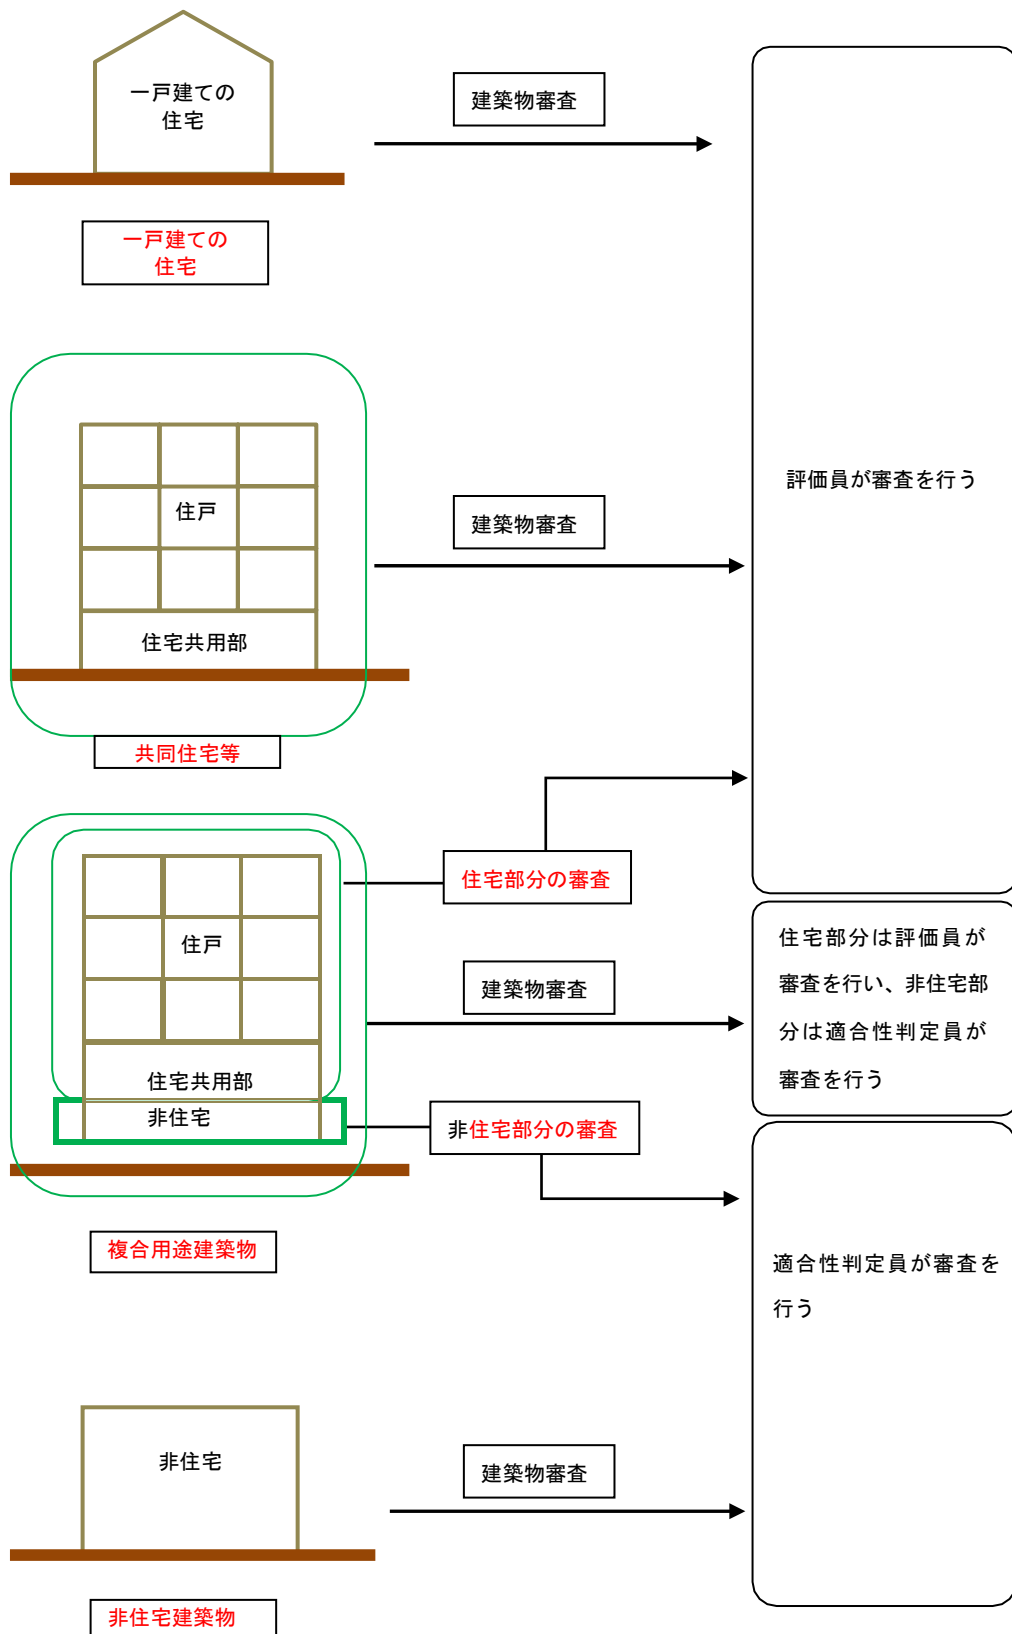 一戸建ての
住宅
建築物審査
一戸建ての
住宅
住戸
住宅共用部
建築物審査
評価員が審査を行う
共同住宅等
住宅部分の審査
住戸
住宅共用部
非住宅
建築物審査
住宅部分は評価員が
審査を行い、非住宅部
分は適合性判定員が
審査を行う
非住宅部分の審査
複合用途建築物
適合性判定員が審査を
行う
非住宅
建築物審査
非住宅建築物